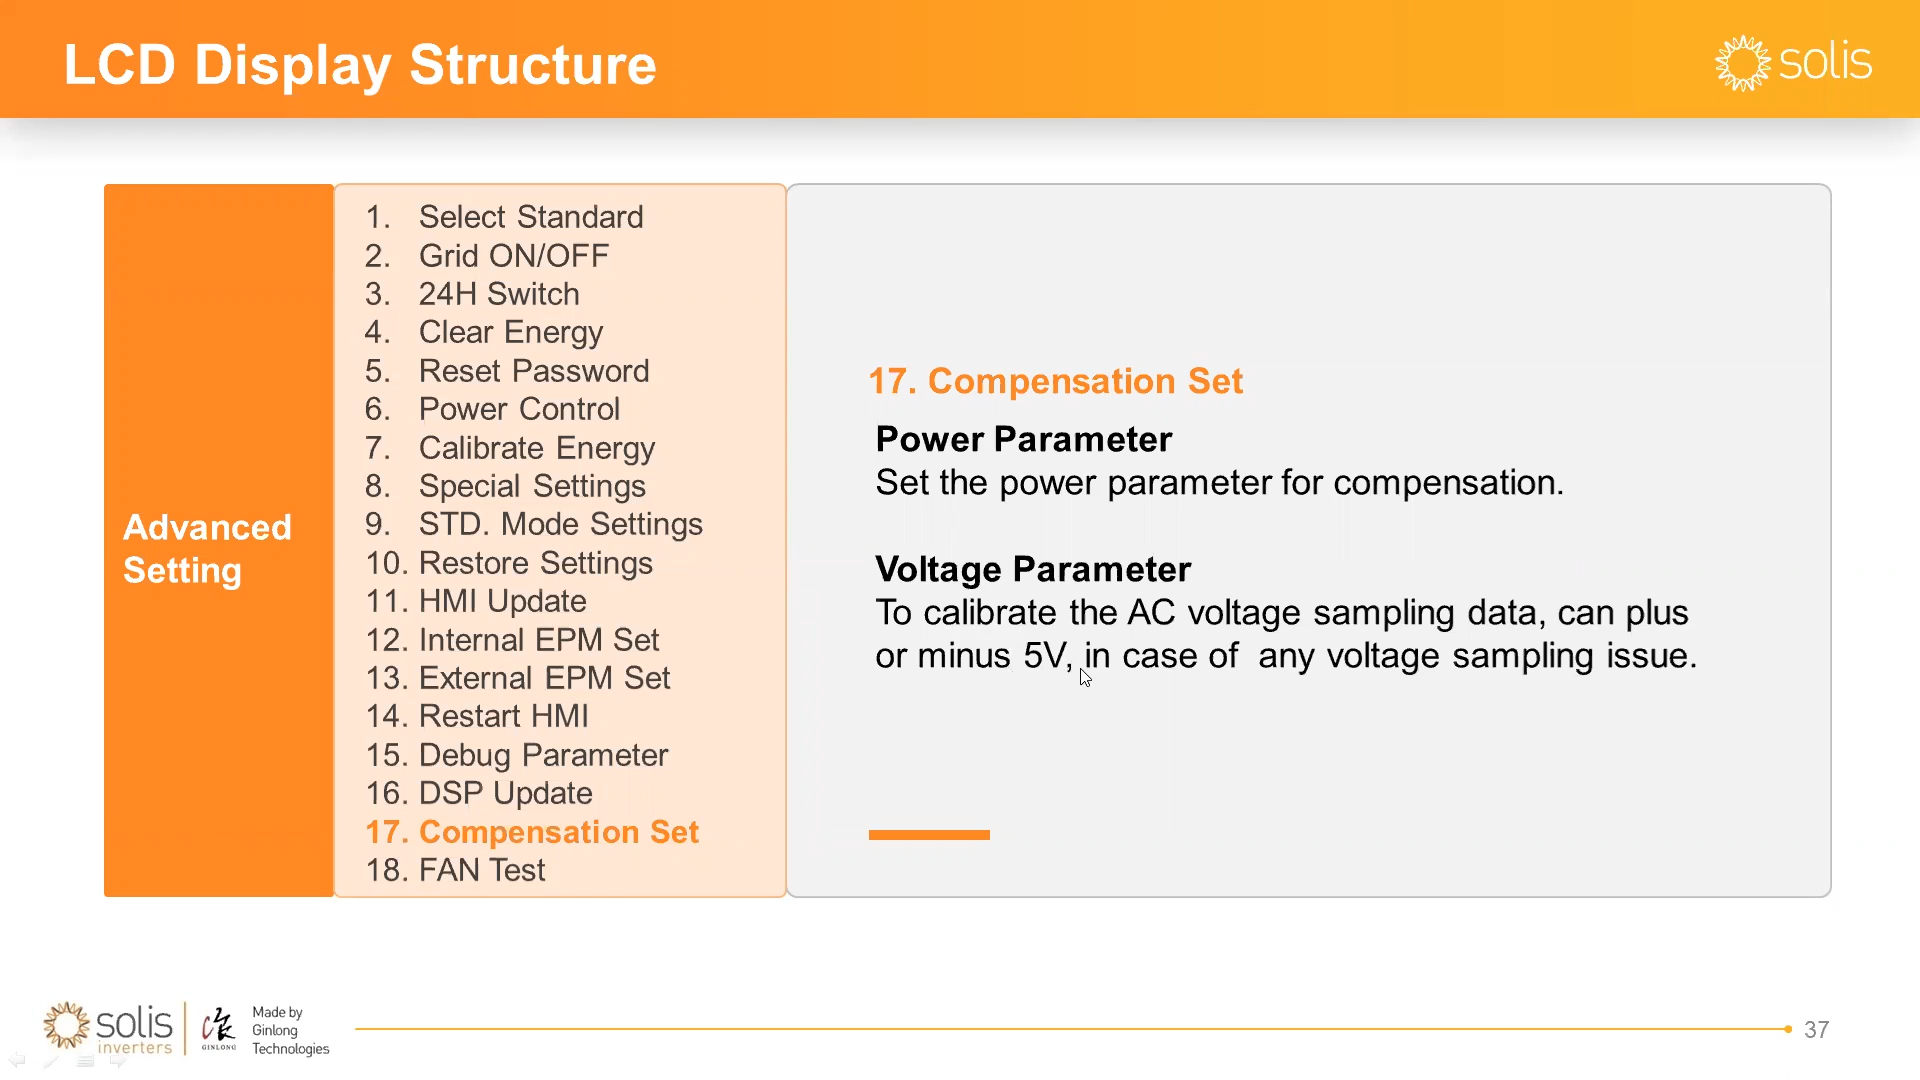 LCD Display Structure
solis
Advanced
Setting
1. Select Standard
2. Grid ON/OFF
3. 24H Switch
4. Clear Energy
5. Reset Password
6. Power Control
7. Calibrate Energy
8. Special Settings
9. STD. Mode Settings
10. Restore Settings
11. HMI Update
12. Internal EPM Set
13. External EPM Set
14. Restart HMI
15. Debug Parameter
16. DSP Update
17. Compensation Set
18. FAN Test
17. Compensation Set
Power Parameter
Set the power parameter for compensation.
Voltage Parameter
To calibrate the AC voltage sampling data, can plus
or minus 5V, in case of any voltage sampling issue.
solis
inverters
GINLONG
Made by
Ginlong
Technologies
37